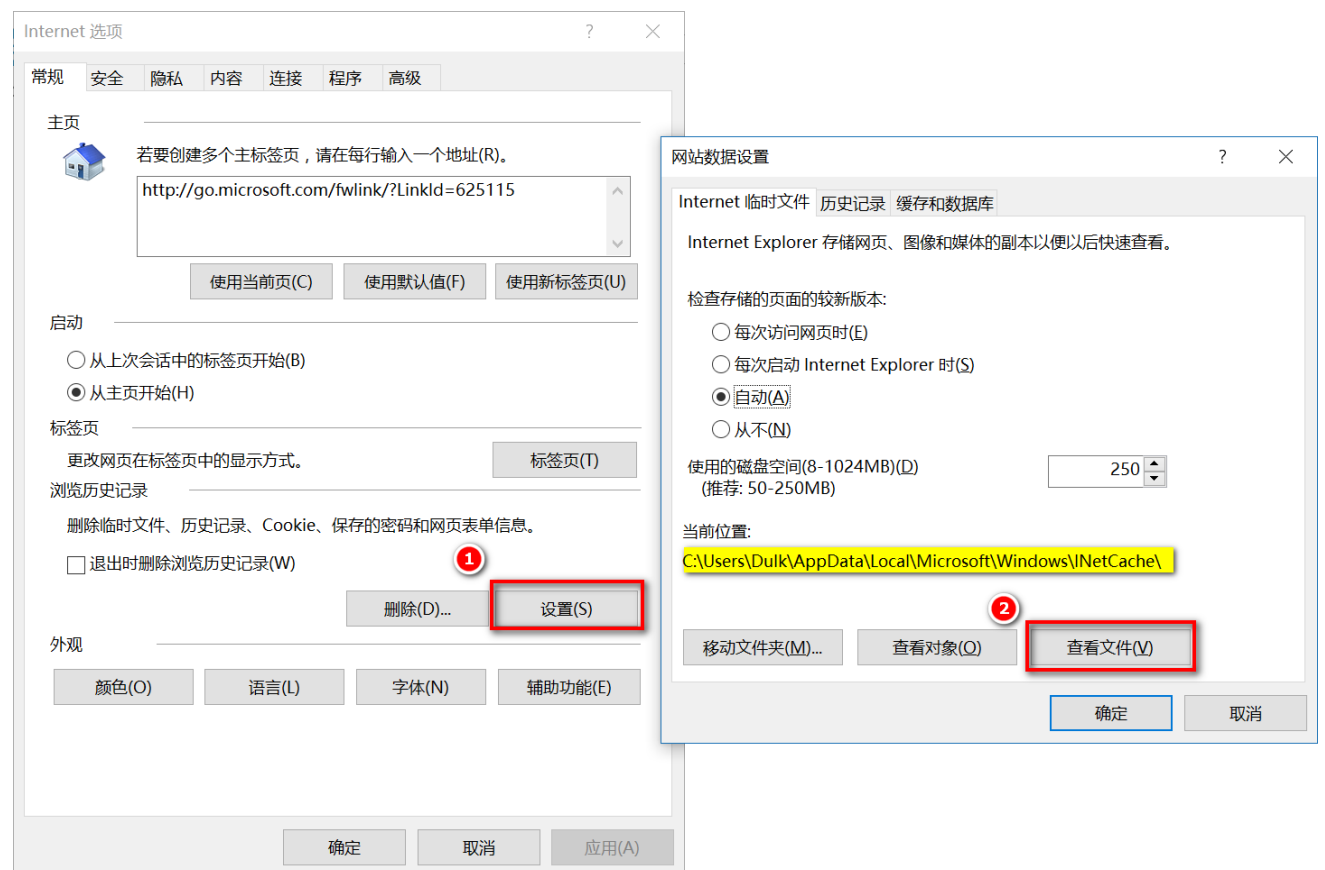 Internet 选项
常规 安全 隐私 内容 连接 程序 高级
主页
若要创建多个主标签页，请在每行输入一个地址(R)。
http://go.microsoft.com/fwlink/?LinkId=625115
使用当前页(C) 使用默认值(F) 使用新标签页(U)
启动
从上次会话中的标签页开始(B)
从主页开始(H)
标签页
更改网页在标签页中的显示方式。 标签页(T)
浏览历史记录
删除临时文件、历史记录、Cookie、保存的密码和网页表单信息。
退出时删除浏览历史记录(W)
1
删除(D)... 设置(S)
外观
颜色(O) 语言(L) 字体(N) 辅助功能(E)
确定 取消 应用(A)
网站数据设置
Internet 临时文件 历史记录 缓存和数据库
Internet Explorer 存储网页、图像和媒体的副本以便以后快速查看。
检查存储的页面的较新版本:
每次访问网页时(E)
每次启动 Internet Explorer 时(S)
自动(A)
从不(N)
使用的磁盘空间(8-1024MB)(D) 250
(推荐: 50-250MB)
当前位置:
C:\Users\Dulk\AppData\Local\Microsoft\Windows\INetCache\
2
移动文件夹(M)... 查看对象(O) 查看文件(V)
确定 取消